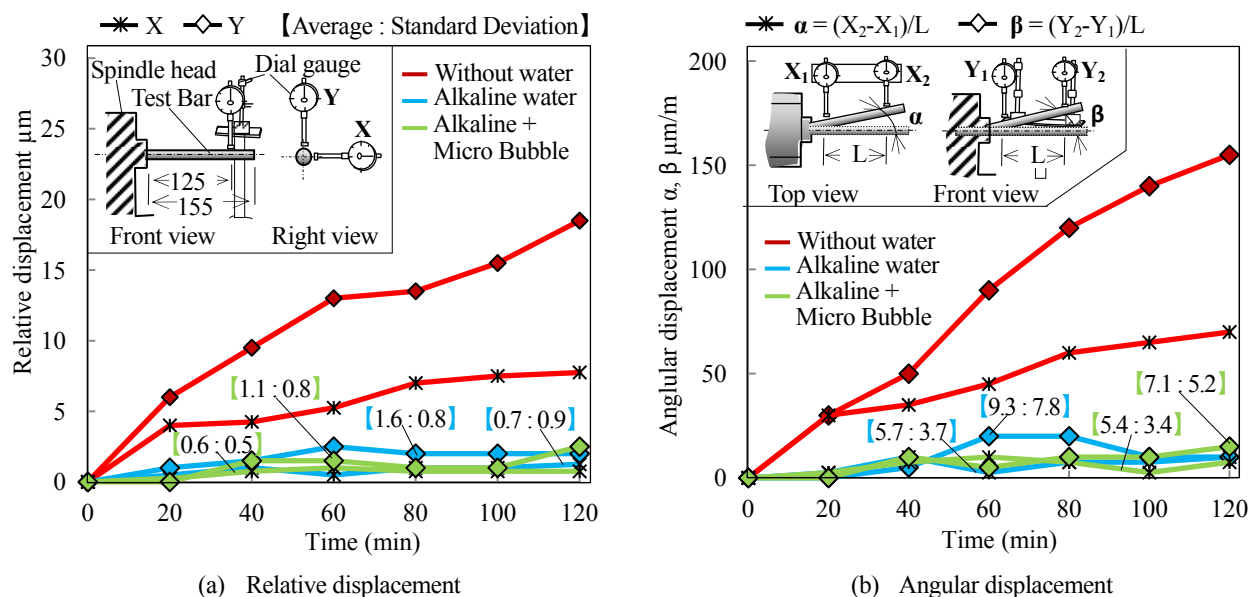 X Y 【Average : Standard Deviation】
30
25
20
15
10
5
0
Relative displacement μm
Spindle head
Test Bar
Dial gauge
Y
X
125
155
Front view Right view
Without water
Alkaline water
Alkaline +
Micro Bubble
【1.1 : 0.8】
【0.6 : 0.5】
【1.6 : 0.8】
【0.7 : 0.9】
0 20 40 60 80 100 120
Time (min)
(a) Relative displacement
α = (X2-X1)/L β = (Y2-Y1)/L
200
150
100
50
0
Anglular displacement α, β μm/m
X1 X2
α
L
Top view
Y1 Y2
β
L
Front view
Without water
Alkaline water
Alkaline +
Micro Bubble
【5.7 : 3.7】
【9.3 : 7.8】
【5.4 : 3.4】
【7.1 : 5.2】
0 20 40 60 80 100 120
Time (min)
(b) Angular displacement